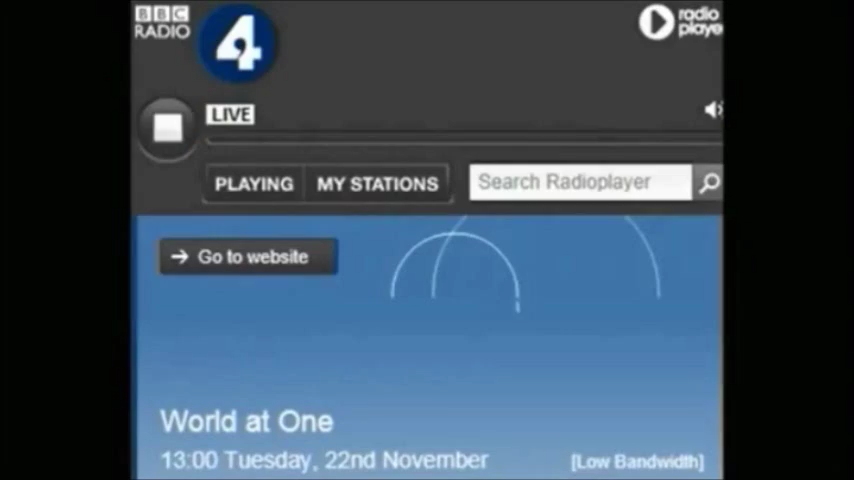 BBC
RADIO
4
radio
player
LIVE
PLAYING
MY STATIONS
Search Radioplayer
→ Go to website
World at One
13:00 Tuesday, 22nd November
[Low Bandwidth]